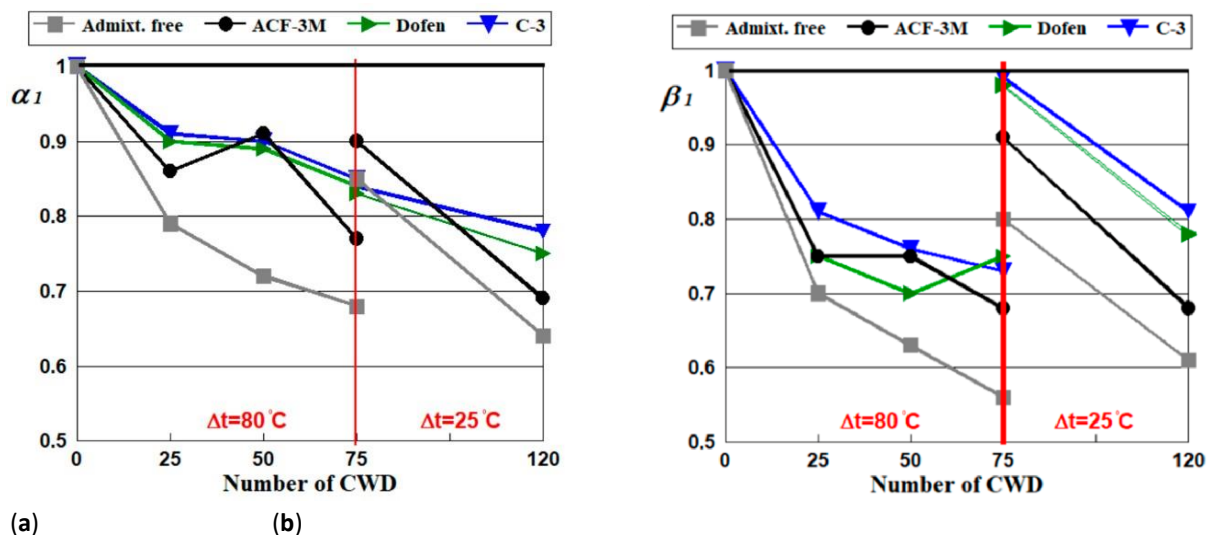 Admixt. free ACF-3M Dofen C-3
α1
1
0.9
0.8
0.7
0.6
0.5
Δt=80°C Δt=25°C
0 25 50 75 120
Number of CWD
Admixt. free ACF-3M Dofen C-3
β1
1
0.9
0.8
0.7
0.6
0.5
Δt=80°C Δt=25°C
0 25 50 75 120
Number of CWD
(a) (b)